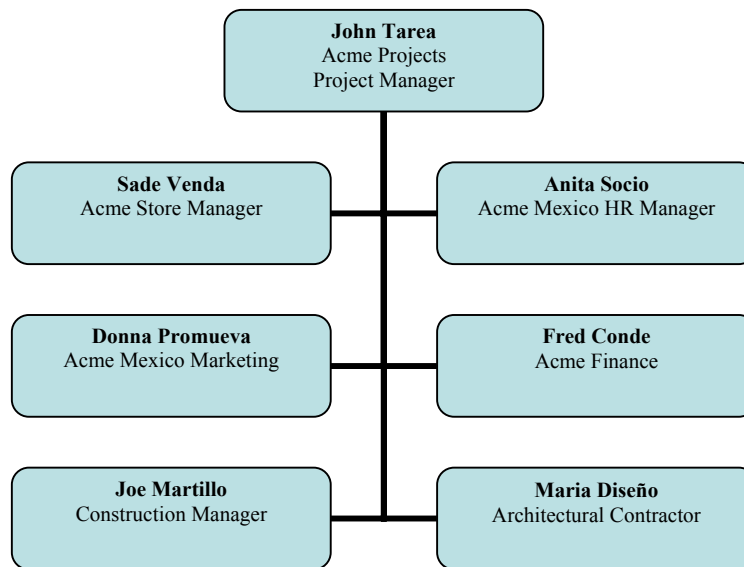 John Tarea
Acme Projects
Project Manager
Sade Venda
Acme Store Manager
Anita Socio
Acme Mexico HR Manager
Donna Promueva
Acme Mexico Marketing
Fred Conde
Acme Finance
Joe Martillo
Construction Manager
Maria Diseño
Architectural Contractor